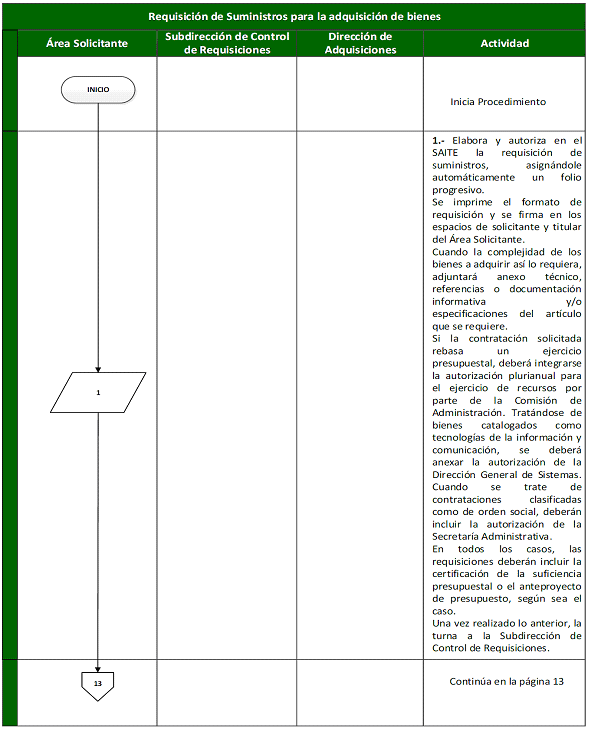 Requisición de Suministros para la adquisición de bienes
Área Solicitante
Subdirección de Control
de Requisiciones
Dirección de
Adquisiciones
Actividad
INICIO
Inicia Procedimiento
1.- Elabora y autoriza en el
SAITE la requisición de
suministros, asignándole
automáticamente un folio
progresivo.
Se imprime el formato de
requisición y se firma en los
espacios de solicitante y titular
del Área Solicitante.
Cuando la complejidad de los
bienes a adquirir así lo requiera,
adjuntará anexo técnico,
referencias o documentación
informativa y/o
especificaciones del artículo
que se requiere.
Si la contratación solicitada
rebasa un ejercicio
presupuestal, deberá integrarse
la autorización plurianual para
el ejercicio de recursos por
parte de la Comisión de
Administración. Tratándose de
bienes catalogados como
tecnologías de la información y
comunicación, se deberá
anexar la autorización de la
Dirección General de Sistemas.
Cuando se trate de
contrataciones clasificadas
como de orden social, deberán
incluir la autorización de la
Secretaría Administrativa.
En todos los casos, las
requisiciones deberán incluir la
certificación de la suficiencia
presupuestal o el anteproyecto
de presupuesto, según sea el
caso.
Una vez realizado lo anterior, la
turna a la Subdirección de
Control de Requisiciones.
1
13
Continúa en la página 13